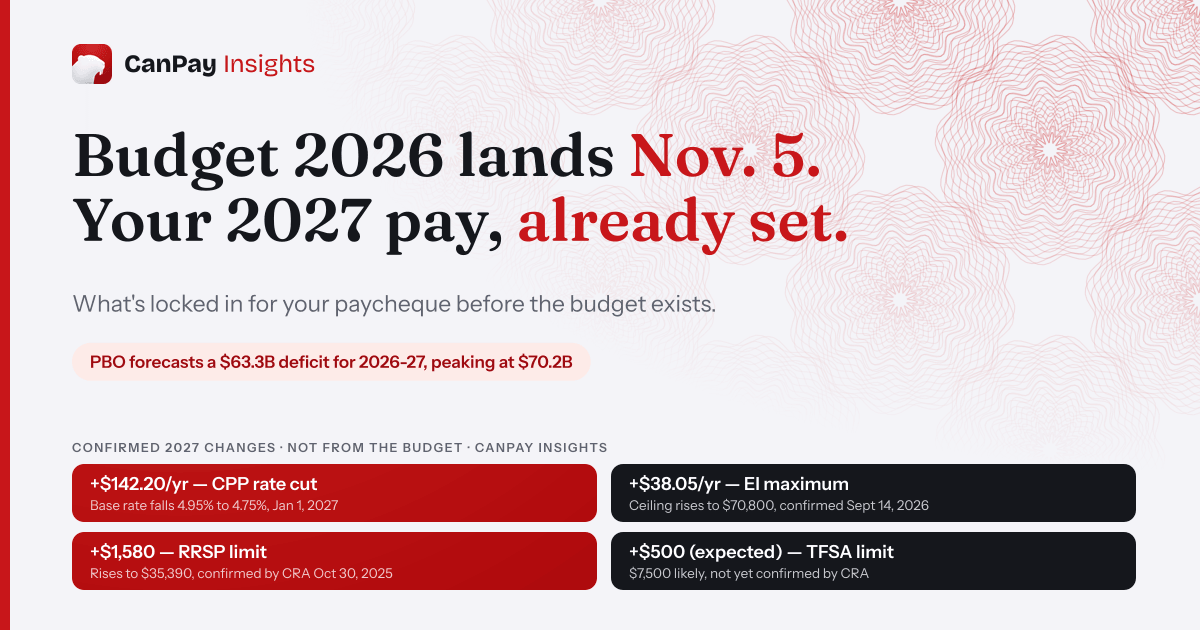 CanPay Insights
Budget 2026 lands Nov. 5.
Your 2027 pay, already set.
What's locked in for your paycheque before the budget exists.
PBO forecasts a $63.3B deficit for 2026-27, peaking at $70.2B
CONFIRMED 2027 CHANGES · NOT FROM THE BUDGET · CANPAY INSIGHTS
+$142.20/yr — CPP rate cut
Base rate falls 4.95% to 4.75%, Jan 1, 2027
+$38.05/yr — EI maximum
Ceiling rises to $70,800, confirmed Sept 14, 2026
+$1,580 — RRSP limit
Rises to $35,390, confirmed by CRA Oct 30, 2025
+$500 (expected) — TFSA limit
$7,500 likely, not yet confirmed by CRA